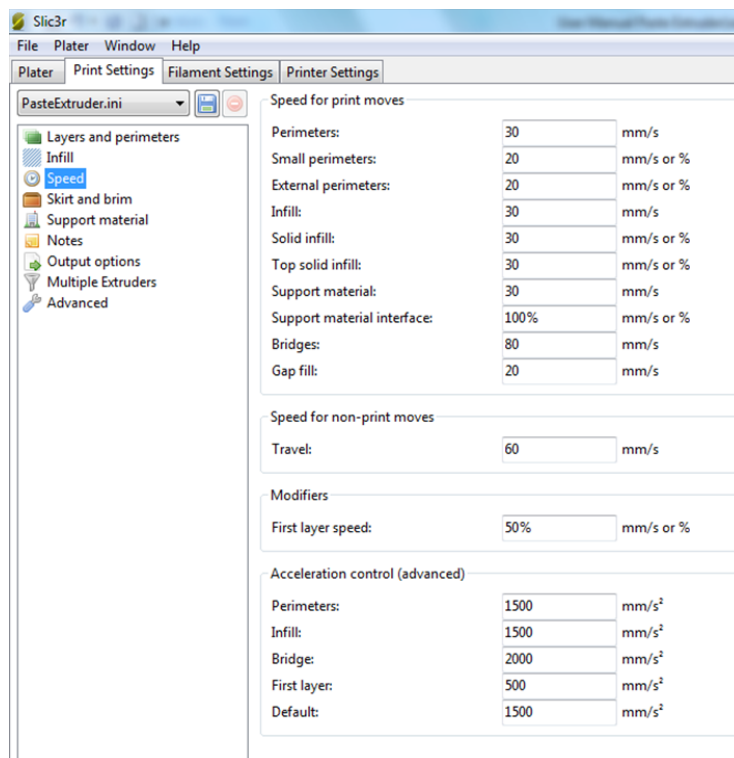 Slic3r
File Plater Window Help
Plater Print Settings Filament Settings Printer Settings
PasteExtruder.ini
Layers and perimeters
Infill
Speed
Skirt and brim
Support material
Notes
Output options
Multiple Extruders
Advanced
Speed for print moves
Perimeters: 30 mm/s
Small perimeters: 20 mm/s or %
External perimeters: 20 mm/s or %
Infill: 30 mm/s
Solid infill: 30 mm/s or %
Top solid infill: 30 mm/s or %
Support material: 30 mm/s
Support material interface: 100% mm/s or %
Bridges: 80 mm/s
Gap fill: 20 mm/s
Speed for non-print moves
Travel: 60 mm/s
Modifiers
First layer speed: 50% mm/s or %
Acceleration control (advanced)
Perimeters: 1500 mm/s²
Infill: 1500 mm/s²
Bridge: 2000 mm/s²
First layer: 500 mm/s²
Default: 1500 mm/s²